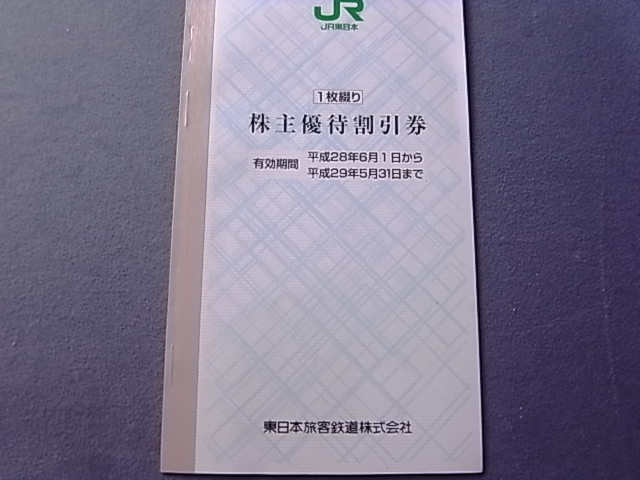 JR
JR東日本
1枚綴り
株主優待割引券
有効期間 平成28年6月1日から
平成29年5月31日まで
東日本旅客鉄道株式会社